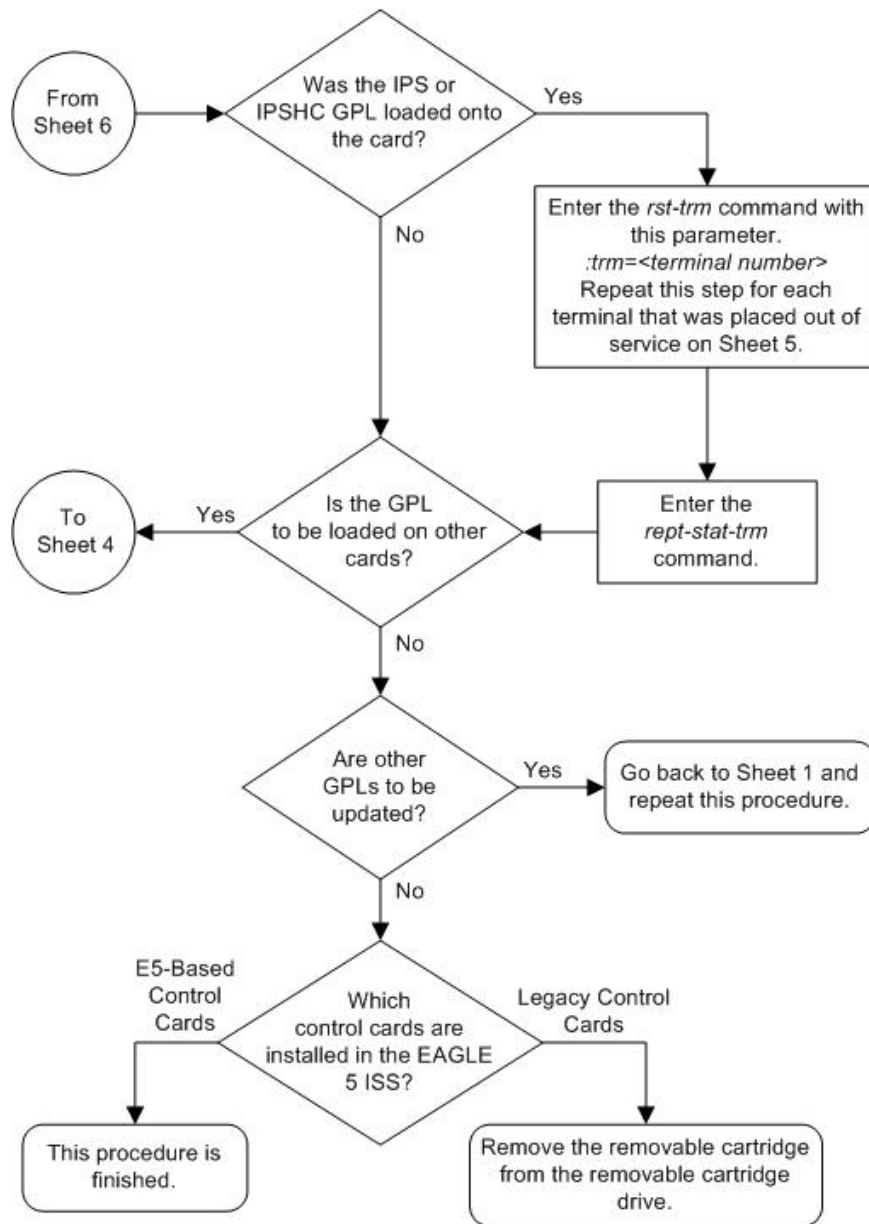 From
Sheet 6
Was the IPS or
IPSHC GPL loaded onto
the card?
Yes
No
Enter the rst-trm command with
this parameter.
:trm=<terminal number>
Repeat this step for each
terminal that was placed out of
service on Sheet 5.
To
Sheet 4
Yes
Is the GPL
to be loaded on other
cards?
Enter the
rept-stat-trm
command.
No
Are other
GPLs to be
updated?
Yes
Go back to Sheet 1 and
repeat this procedure.
No
E5-Based
Control
Cards
Which
control cards are
installed in the EAGLE
5 ISS?
Legacy Control
Cards
This procedure is
finished.
Remove the removable cartridge
from the removable cartridge
drive.